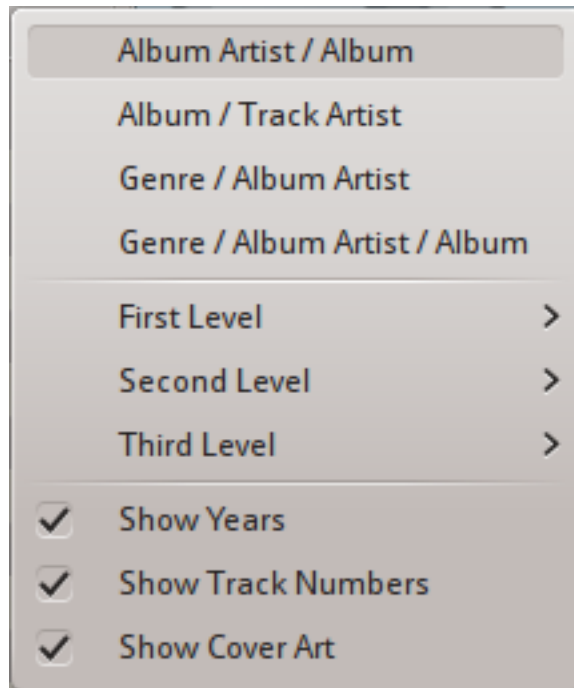 Album Artist / Album
Album / Track Artist
Genre / Album Artist
Genre / Album Artist / Album
First Level
Second Level
Third Level
Show Years
Show Track Numbers
Show Cover Art